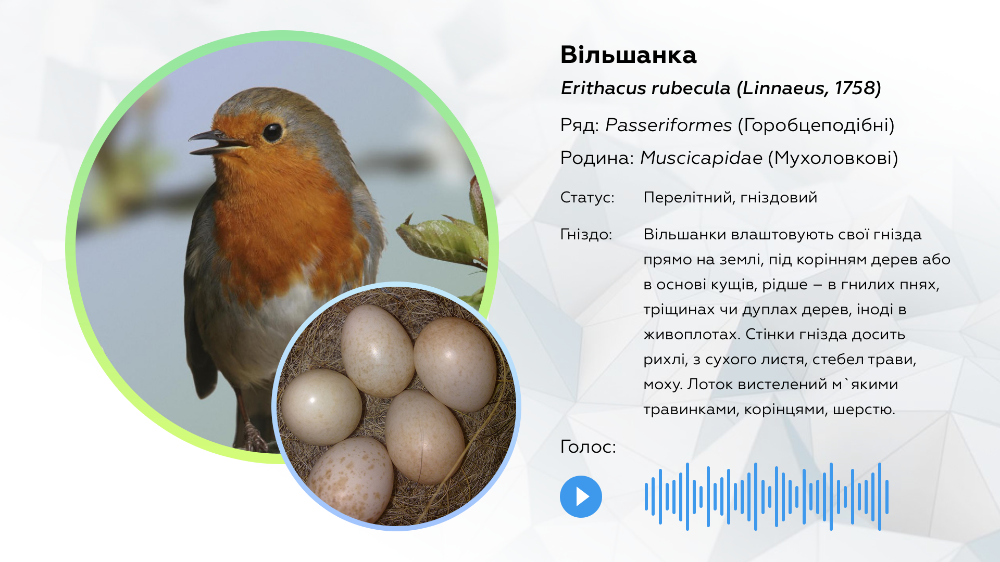 Вільшанка
Erithacus rubecula (Linnaeus, 1758)
Ряд: Passeriformes (Горобцеподібні)
Родина: Muscicapidae (Мухоловкові)
Статус: Перелітний, гніздовий
Гніздо: Вільшанки влаштовують свої гнізда
прямо на землі, під корінням дерев або
в основі кущів, рідше – в гнилих пнях,
тріщинах чи дуплах дерев, іноді в
живоплотах. Стінки гнізда досить
рихлі, з сухого листя, стебел трави,
моху. Лоток вистелений м`якими
травинками, корінцями, шерстю.
Голос: